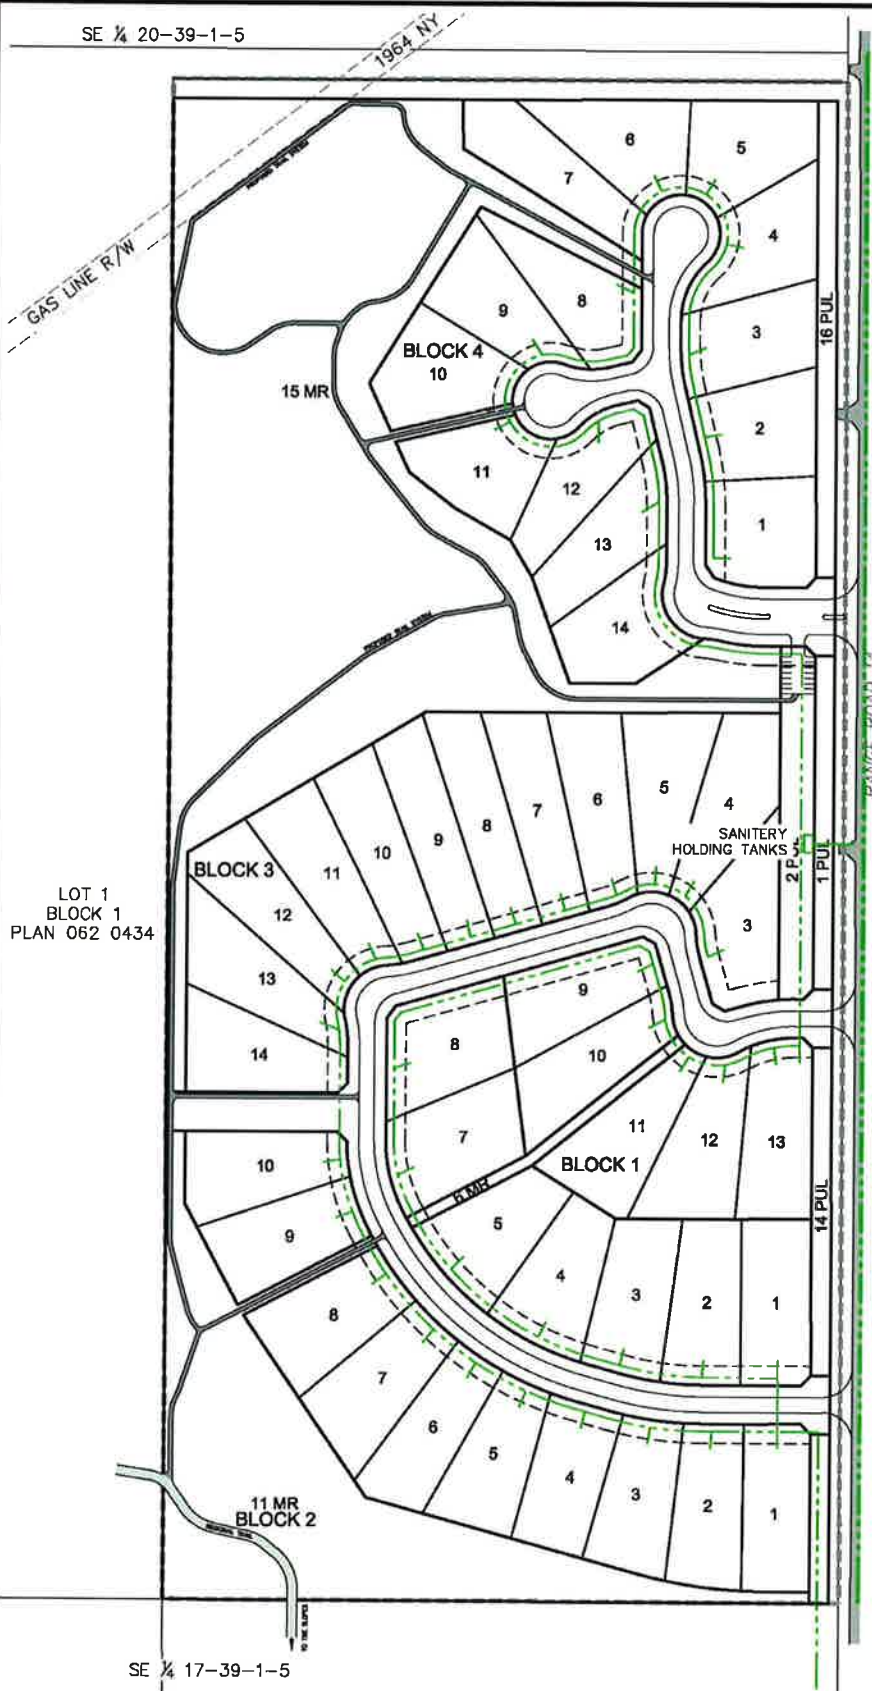 SE ¼ 20-39-1-5
1964 NY
GAS LINE R/W
6
5
7
4
16 PUL
3
8
9
BLOCK 4
10
15 MR
2
11
12
1
13
14
5
6
7
8
9
10
4
SANITERY
HOLDING TANKS
BLOCK 3
11
1 PUL
12
3
LOT 1
BLOCK 1
PLAN 062 0434
13
9
8
10
14
11
12
13
7
BLOCK 1
10
6 MR
14 PUL
9
5
4
3
2
1
8
7
6
5
4
3
2
1
11 MR
BLOCK 2
TO THE SLOPES
SE ¼ 17-39-1-5